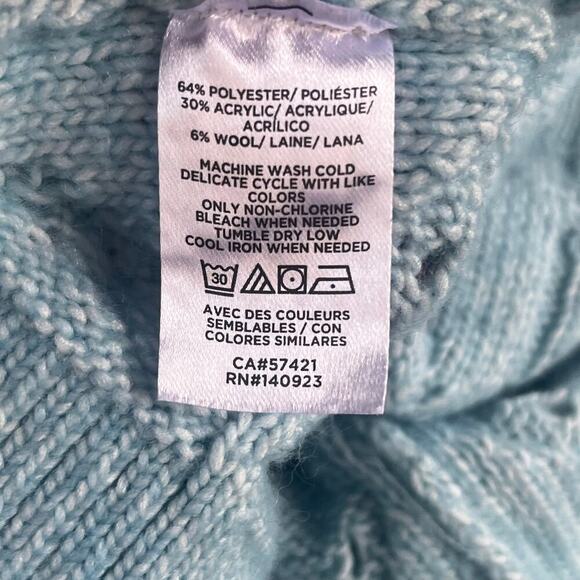 64% POLYESTER/ POLIÉSTER
30% ACRYLIC/ ACRYLIQUE/
ACRÍLICO
6% WOOL/ LAINE/ LANA
MACHINE WASH COLD
DELICATE CYCLE WITH LIKE
COLORS
ONLY NON-CHLORINE
BLEACH WHEN NEEDED
TUMBLE DRY LOW
COOL IRON WHEN NEEDED
30
AVEC DES COULEURS
SEMBLABLES / CON
COLORES SIMILARES
CA#57421
RN#140923